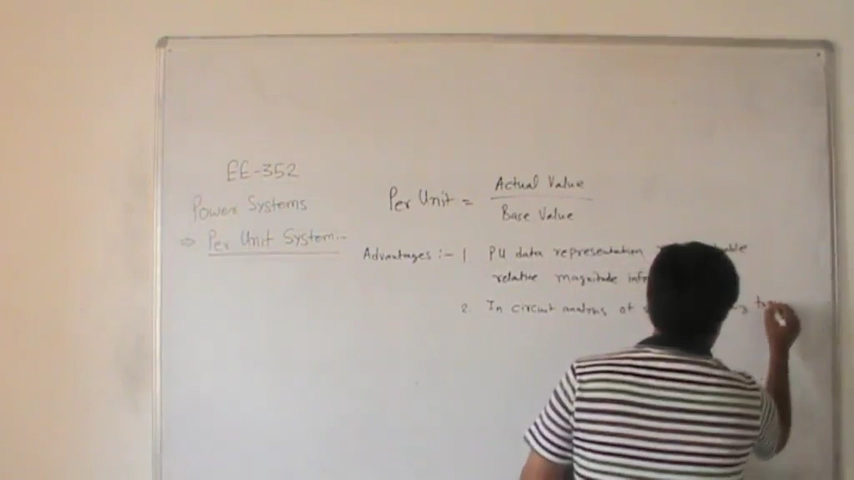 EE-352
Power Systems
⇒ Per Unit System..
Per Unit = Actual Value
Base Value
Advantages :- 1 PU data representation
relative magnitude
2. In circuit analysis of